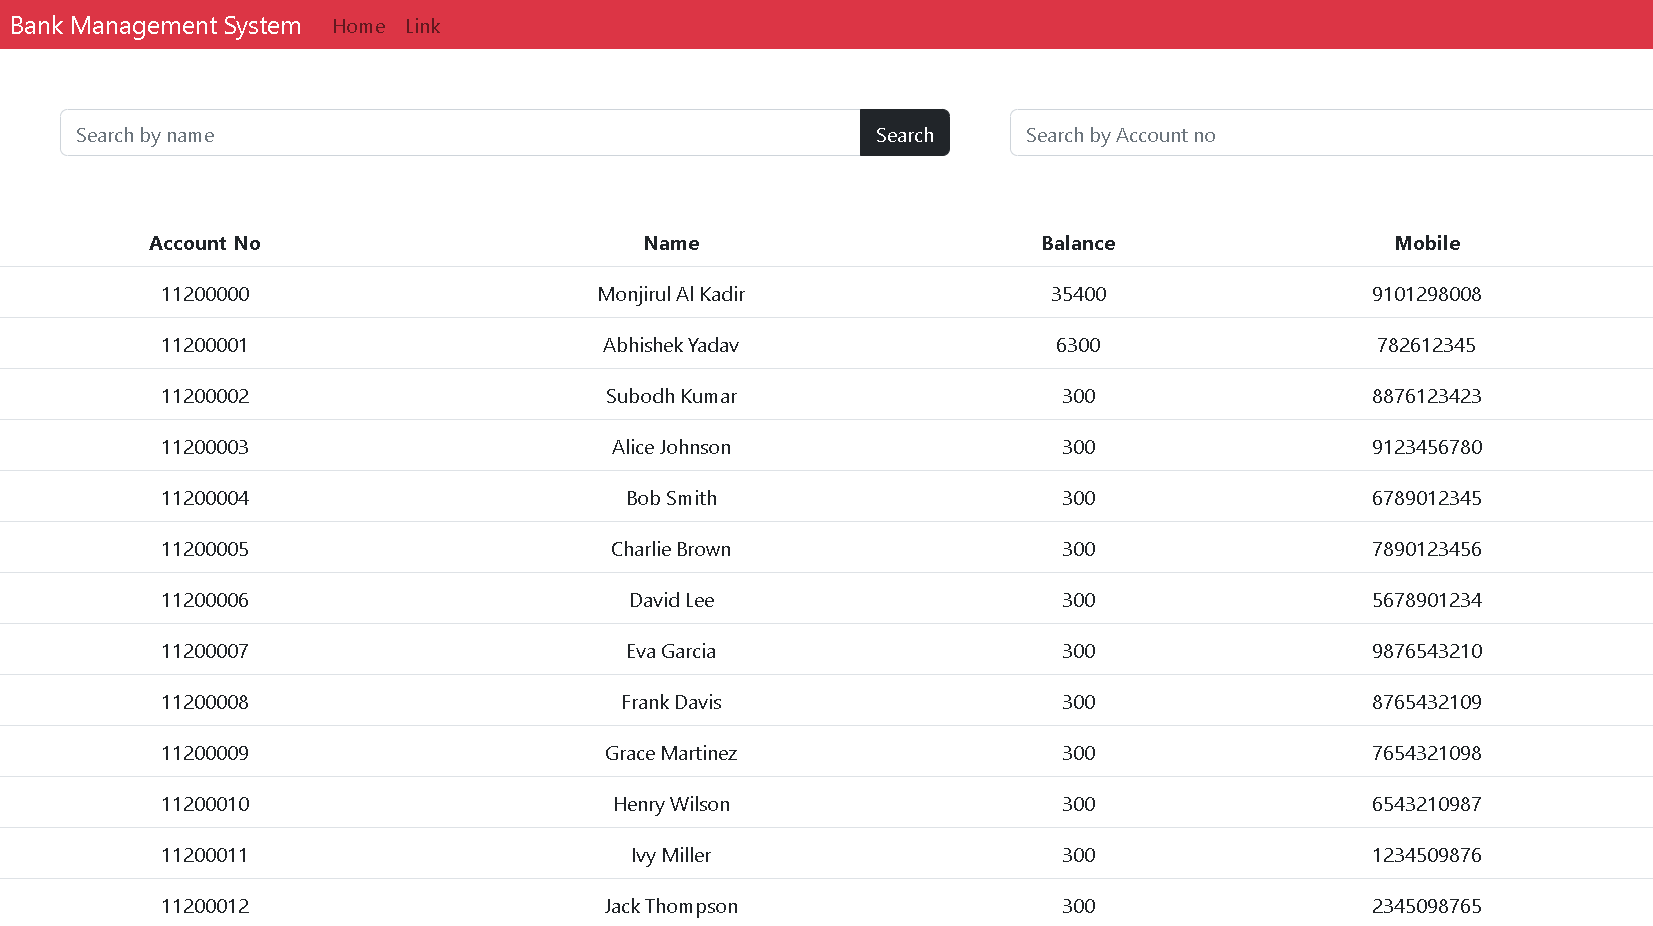 Bank Management System Home Link
Search by name Search Search by Account no
Account No Name Balance Mobile
11200000 Monjirul Al Kadir 35400 9101298008
11200001 Abhishek Yadav 6300 782612345
11200002 Subodh Kumar 300 8876123423
11200003 Alice Johnson 300 9123456780
11200004 Bob Smith 300 6789012345
11200005 Charlie Brown 300 7890123456
11200006 David Lee 300 5678901234
11200007 Eva Garcia 300 9876543210
11200008 Frank Davis 300 8765432109
11200009 Grace Martinez 300 7654321098
11200010 Henry Wilson 300 6543210987
11200011 Ivy Miller 300 1234509876
11200012 Jack Thompson 300 2345098765